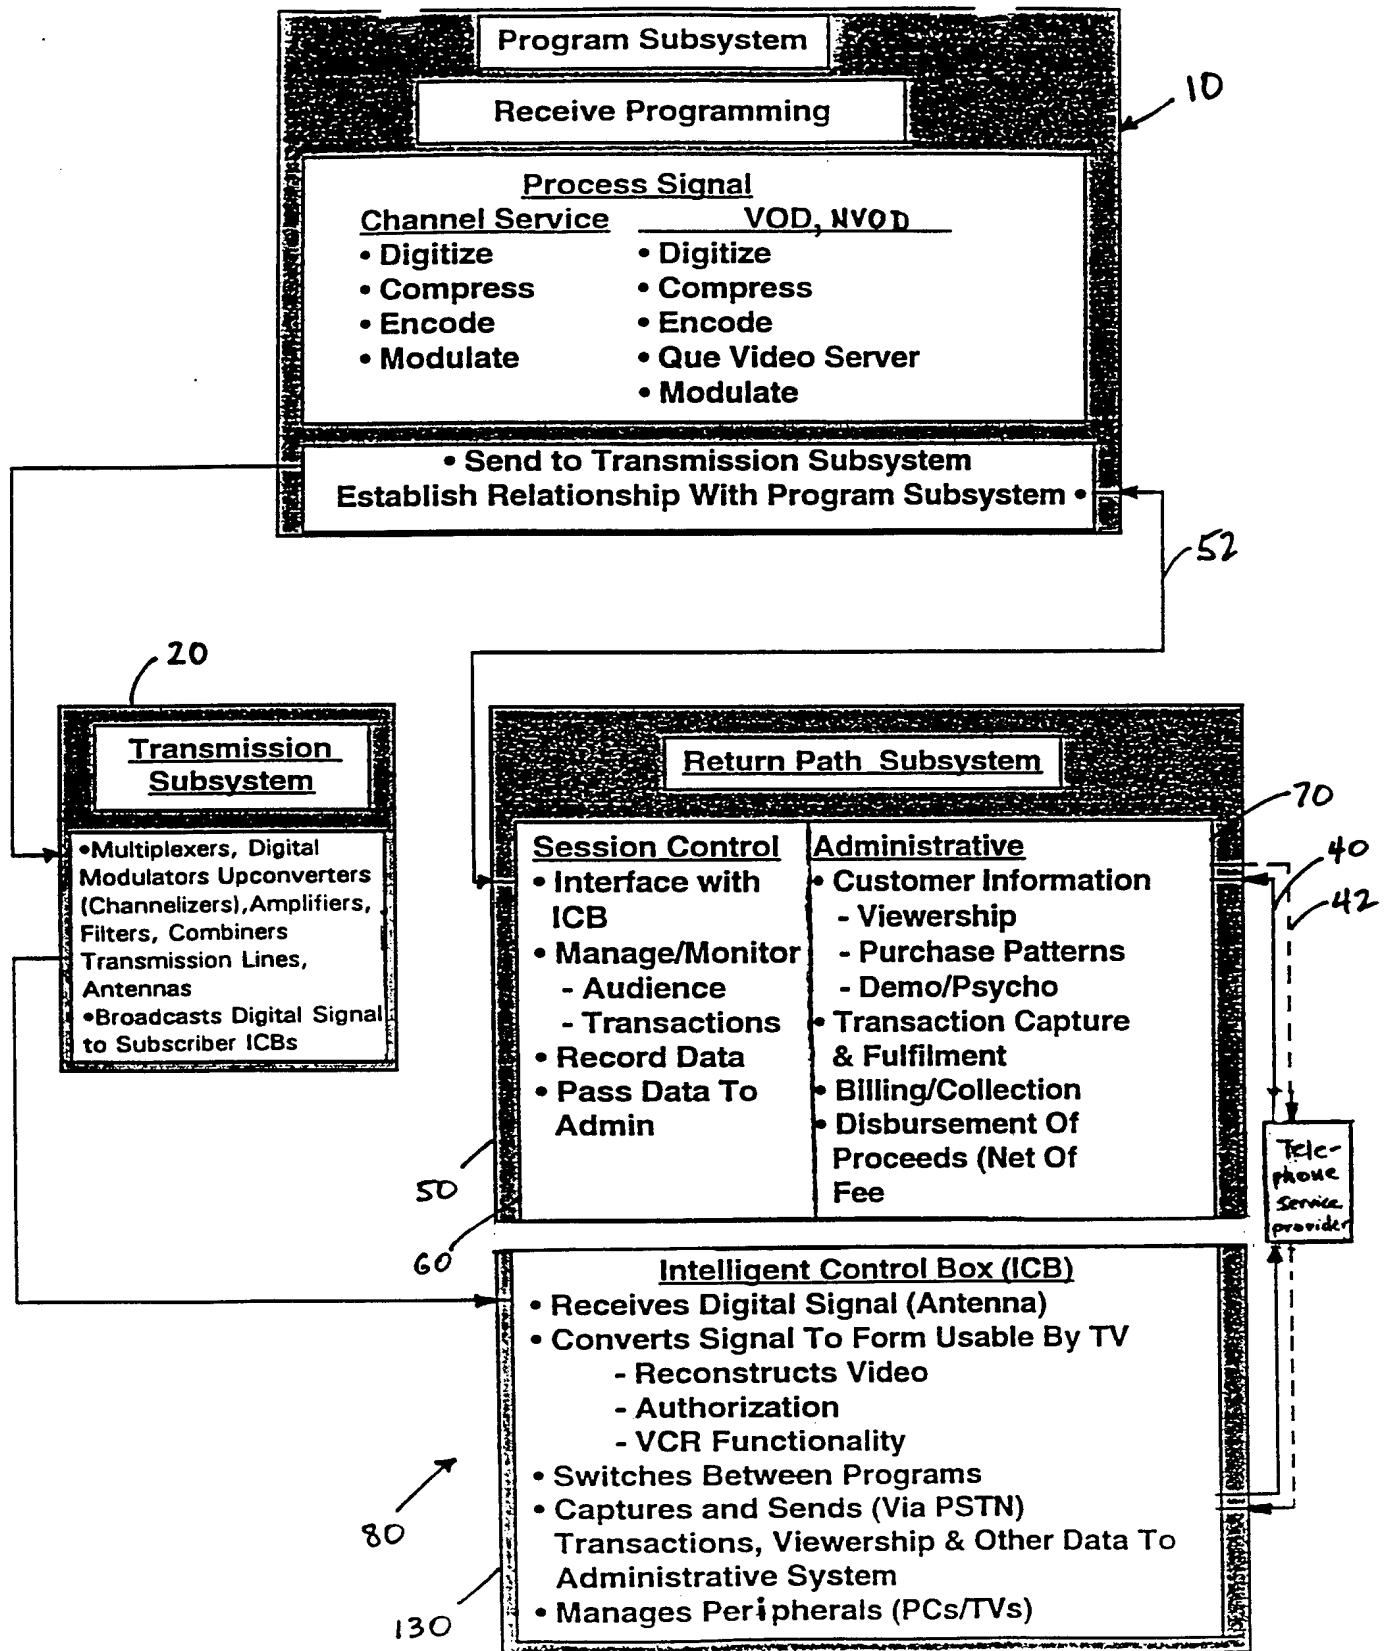 Program Subsystem
Receive Programming
10
Process Signal
Channel Service
• Digitize
• Compress
• Encode
• Modulate
VOD, NVOD
• Digitize
• Compress
• Encode
• Que Video Server
• Modulate
• Send to Transmission Subsystem
Establish Relationship With Program Subsystem •
52
20
Transmission
Subsystem
•Multiplexers, Digital
Modulators Upconverters
(Channelizers),Amplifiers,
Filters, Combiners
Transmission Lines,
Antennas
•Broadcasts Digital Signal
to Subscriber ICBs
Return Path Subsystem
70
40
42
Session Control
• Interface with
ICB
• Manage/Monitor
- Audience
- Transactions
• Record Data
• Pass Data To
Admin
Administrative
• Customer Information
- Viewership
- Purchase Patterns
- Demo/Psycho
• Transaction Capture
& Fulfilment
• Billing/Collection
• Disbursement Of
Proceeds (Net Of
Fee
50
60
Tele-
phone
service
provider
Intelligent Control Box (ICB)
• Receives Digital Signal (Antenna)
• Converts Signal To Form Usable By TV
- Reconstructs Video
- Authorization
- VCR Functionality
• Switches Between Programs
• Captures and Sends (Via PSTN)
Transactions, Viewership & Other Data To
Administrative System
• Manages Peripherals (PCs/TVs)
80
130